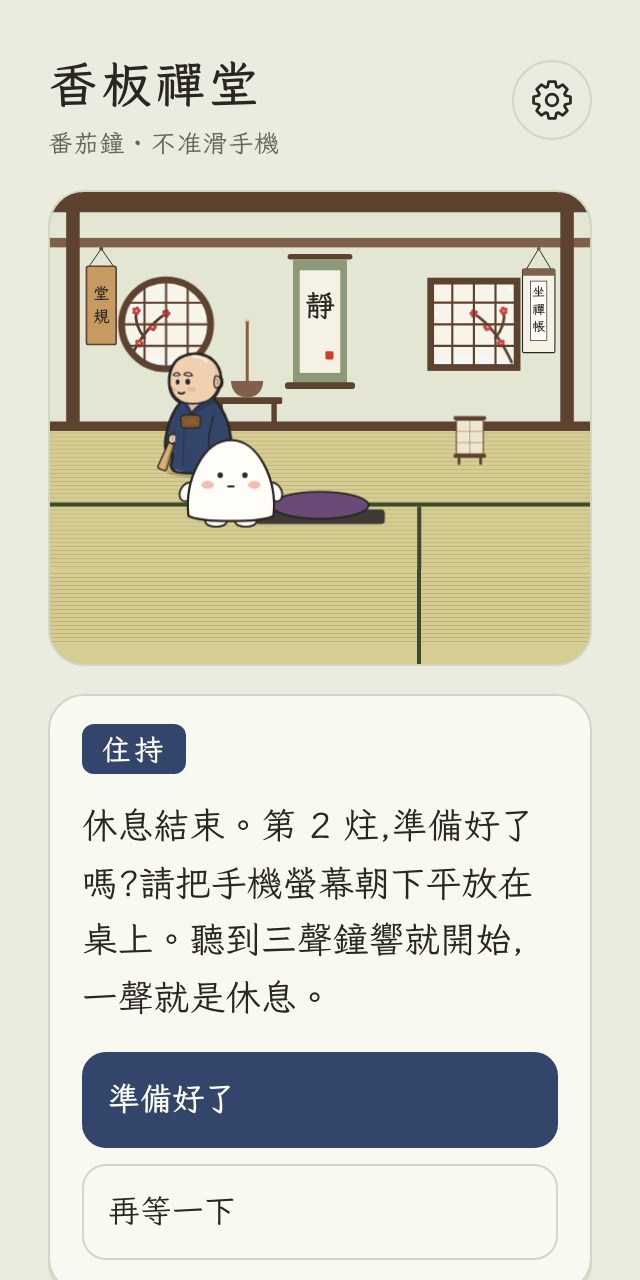 香板禪堂
番茄鐘・不准滑手機
堂規
靜
坐禪帳
住持
休息結束。第 2 炷,準備好了
嗎?請把手機螢幕朝下平放在
桌上。聽到三聲鐘響就開始,
一聲就是休息。
準備好了
再等一下